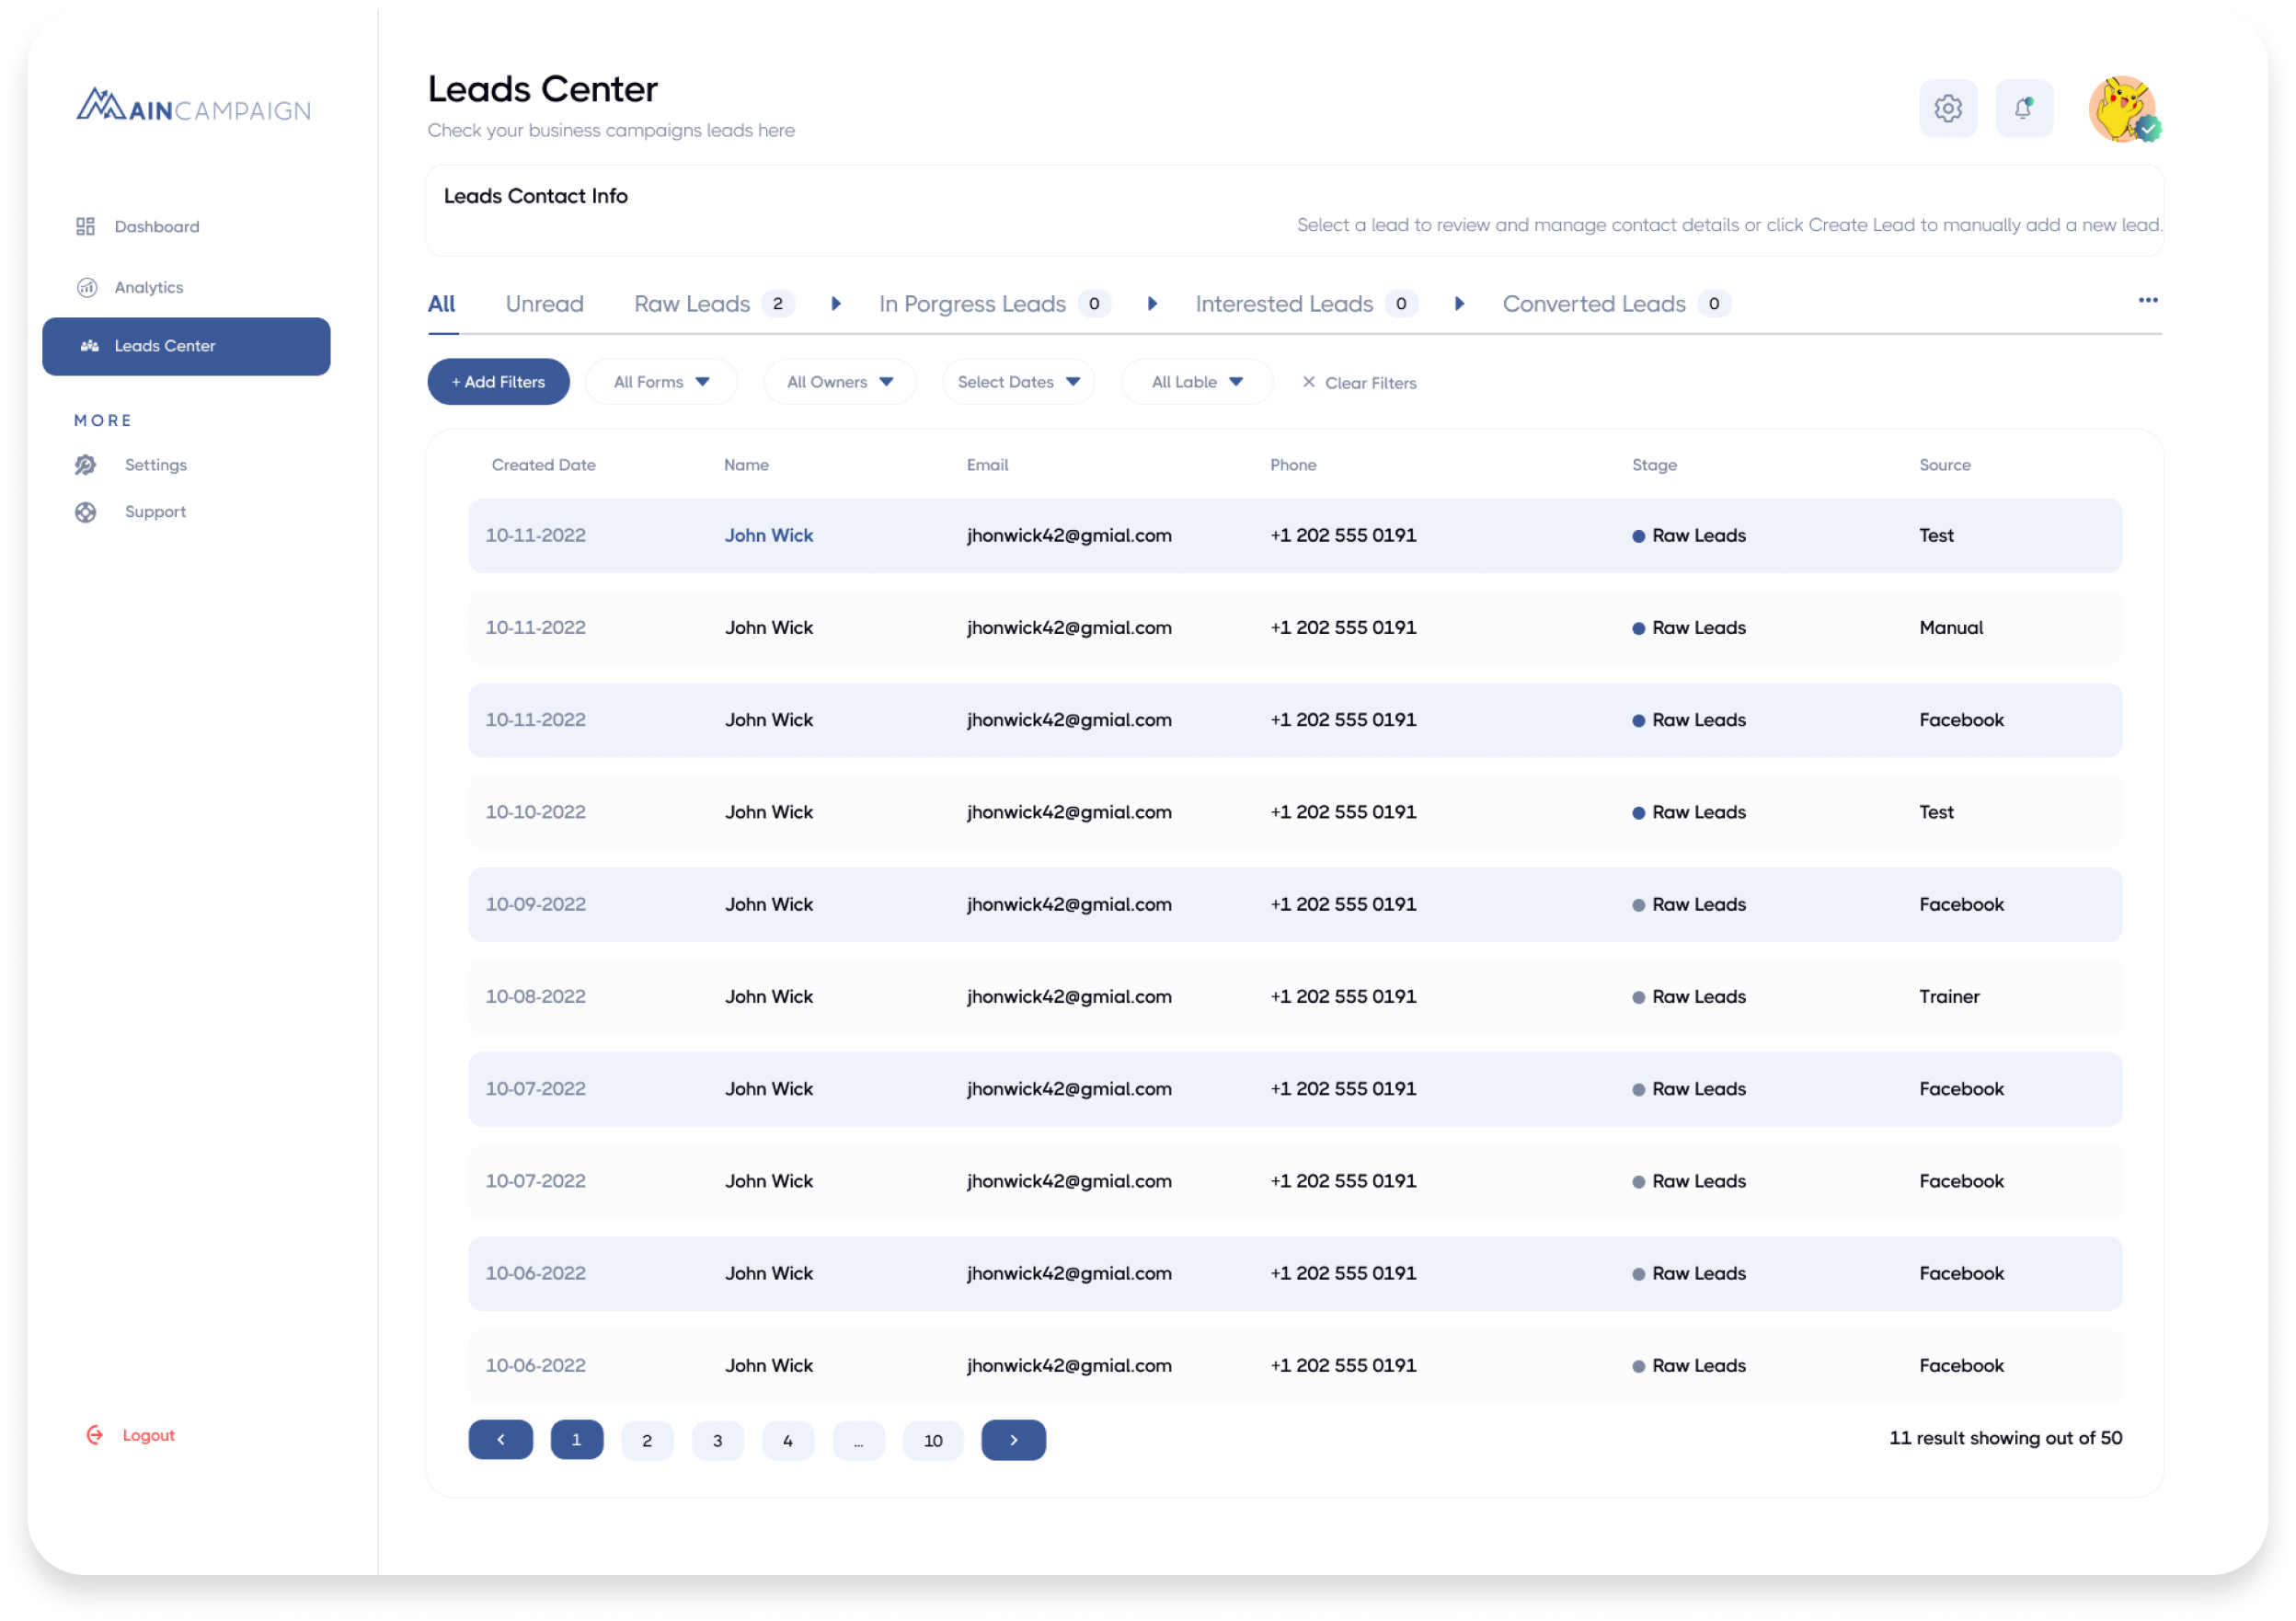 MAINCAMPAIGN
Dashboard
Analytics
Leads Center
MORE
Settings
Support
Logout
Leads Center
Check your business campaigns leads here
Leads Contact Info
Select a lead to review and manage contact details or click Create Lead to manually add a new lead.
All Unread Raw Leads 2 In Porgress Leads 0 Interested Leads 0 Converted Leads 0
+ Add Filters All Forms All Owners Select Dates All Lable Clear Filters
Created Date Name Email Phone Stage Source
10-11-2022 John Wick jhonwick42@gmial.com +1 202 555 0191 Raw Leads Test
10-11-2022 John Wick jhonwick42@gmial.com +1 202 555 0191 Raw Leads Manual
10-11-2022 John Wick jhonwick42@gmial.com +1 202 555 0191 Raw Leads Facebook
10-10-2022 John Wick jhonwick42@gmial.com +1 202 555 0191 Raw Leads Test
10-09-2022 John Wick jhonwick42@gmial.com +1 202 555 0191 Raw Leads Facebook
10-08-2022 John Wick jhonwick42@gmial.com +1 202 555 0191 Raw Leads Trainer
10-07-2022 John Wick jhonwick42@gmial.com +1 202 555 0191 Raw Leads Facebook
10-07-2022 John Wick jhonwick42@gmial.com +1 202 555 0191 Raw Leads Facebook
10-06-2022 John Wick jhonwick42@gmial.com +1 202 555 0191 Raw Leads Facebook
10-06-2022 John Wick jhonwick42@gmial.com +1 202 555 0191 Raw Leads Facebook
1 2 3 4 ... 10 11 result showing out of 50